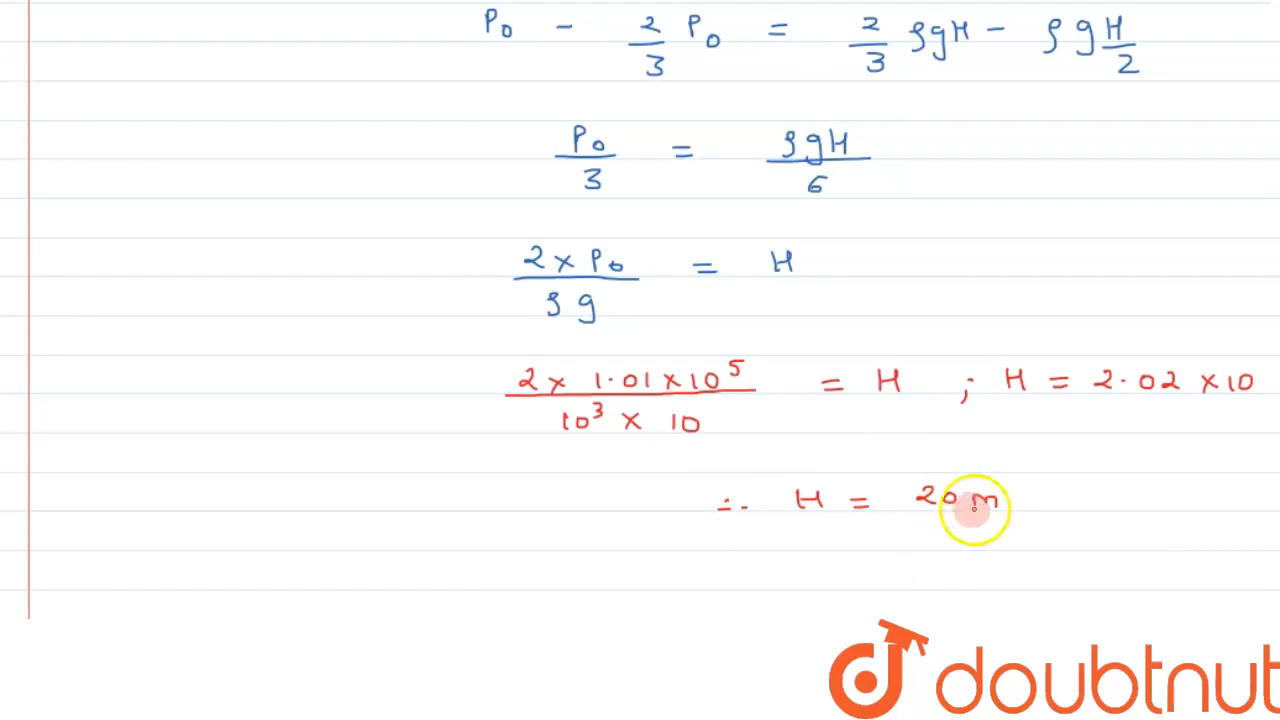 P₀ - 2/3 P₀ = 2/3 ρgH - ρg H/2
P₀/3 = ρgH/6
2 × P₀/ρg = H
2 × 1.01 × 10⁵/10³ × 10 = H ; H = 2.02 × 10
∴ H = 20 m
doubtnut